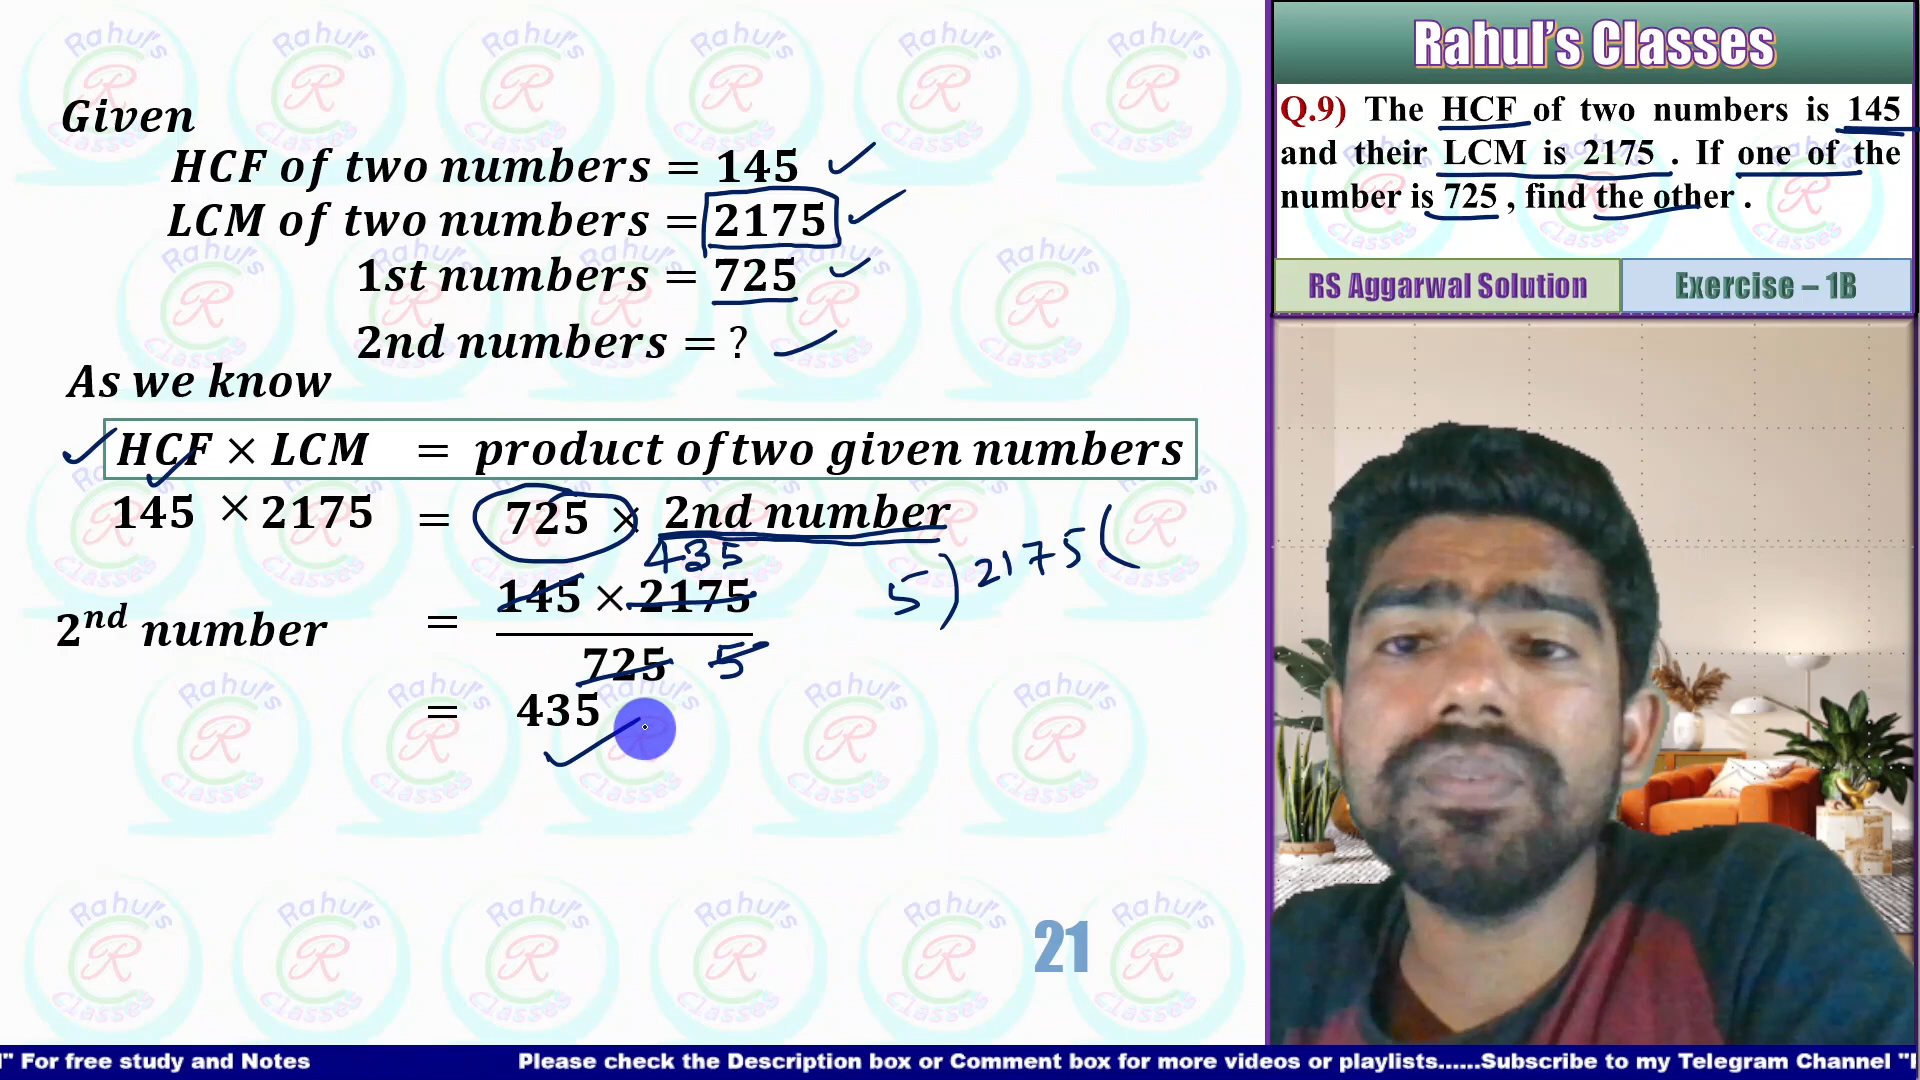 Given
HCF of two numbers = 145
LCM of two numbers = 2175
1st numbers = 725
2nd numbers = ?
As we know
HCF × LCM = product oftwo given numbers
145 × 2175 = 725 × 2nd number
435
5)2175(
2nd number = 145 × 2175
725 5
= 435
21
Rahul's Classes
Q.9) The HCF of two numbers is 145
and their LCM is 2175 . If one of the
number is 725 , find the other .
RS Aggarwal Solution
Exercise – 1B
Rahul's
R
Classes
" For free study and Notes Please check the Description box or Comment box for more videos or playlists......Subscribe to my Telegram Channel "